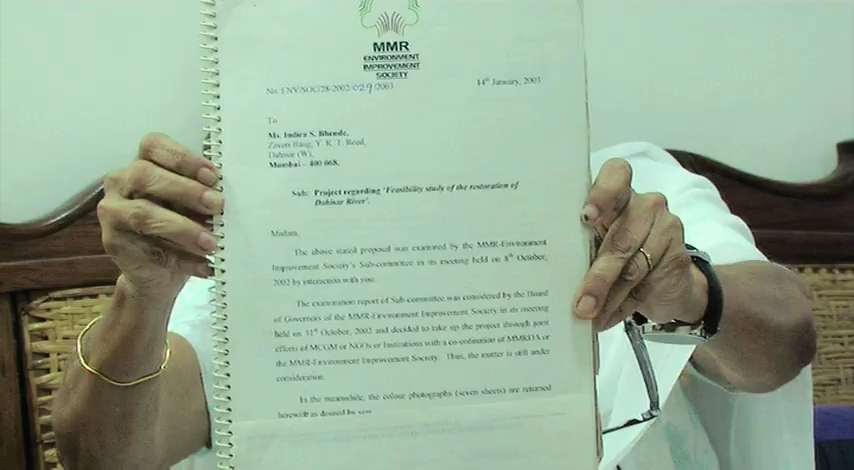 MMR
ENVIRONMENT
IMPROVEMENT
SOCIETY
No. ENV/SOC/28-2002/029/2003 14th January, 2003
To
Ms. Indira S. Bhende,
Zaveri Baug, Y. R. T. Road,
Dahisar (W),
Mumbai – 400 068.
Sub: Project regarding 'Feasibility study of the restoration of
Dahisar River'.
Madam,
The above stated proposal was examined by the MMR-Environment
Improvement Society's Sub-committee in its meeting held on 8th October,
2002 by interaction with you.
The examination report of Sub-committee was considered by the Board
of Governors of the MMR-Environment Improvement Society in its meeting
held on 31st October, 2002 and decided to take up the project through joint
efforts of MCGM or NGOs or Institutions with a co-ordination of MMRDA or
the MMR-Environment Improvement Society. Thus, the matter is still under
consideration.
In the meanwhile, the colour photographs (seven sheets) are returned
herewith as desired by you.